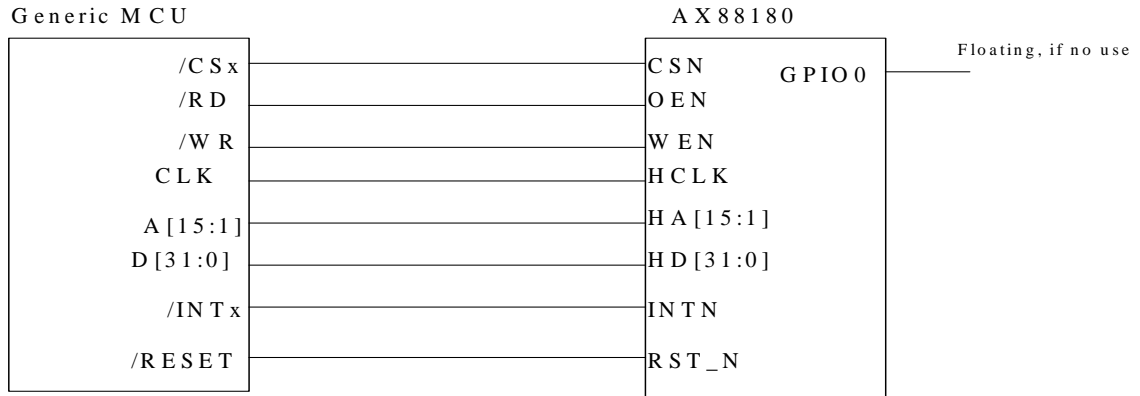 Generic MCU AX88180
Floating, if no use
/CSx CSN GPIO0
/RD OEN
/WR WEN
CLK HCLK
A[15:1] HA[15:1]
D[31:0] HD[31:0]
/INTx INTN
/RESET RST_N